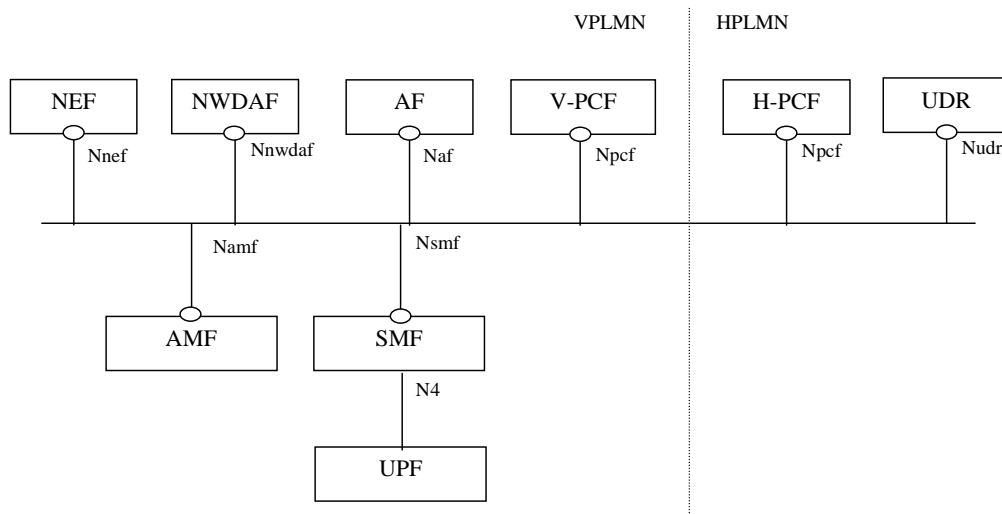 VPLMN HPLMN
NEF NWDAF AF V-PCF H-PCF UDR
Nnef Nnwdaf Naf Npcf Npcf Nudr
Namf Nsmf
AMF SMF
N4
UPF